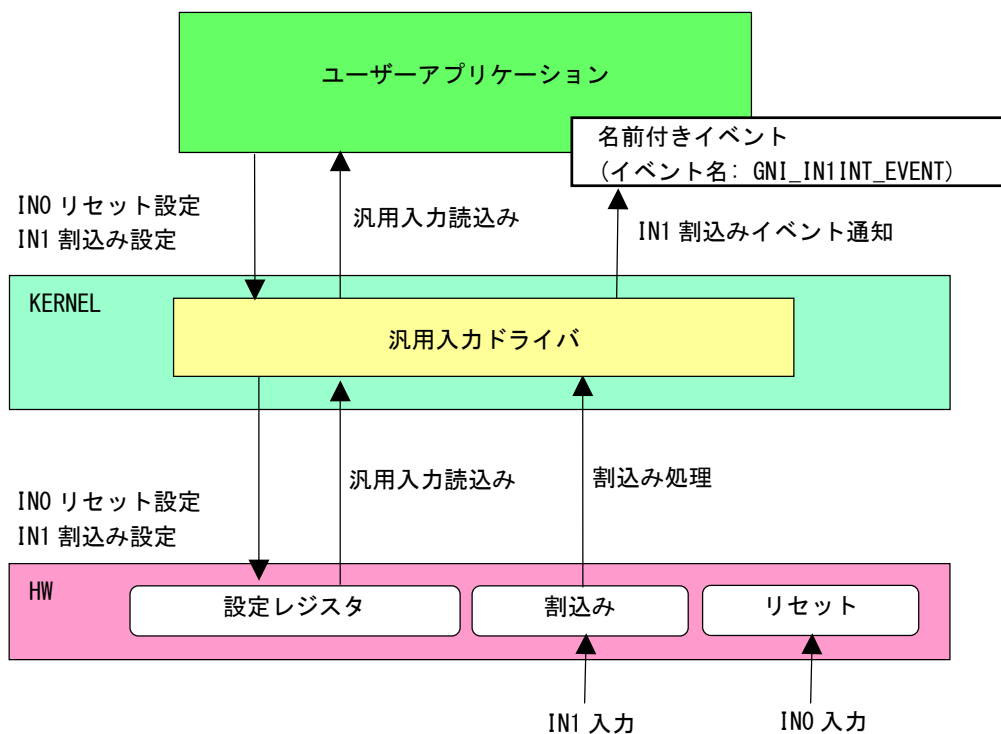 ユーザーアプリケーション
名前付きイベント
(イベント名: GNI_IN1INT_EVENT)
IN0 リセット設定
IN1 割込み設定
汎用入力読込み
IN1 割込みイベント通知
KERNEL
汎用入力ドライバ
IN0 リセット設定
IN1 割込み設定
汎用入力読込み
割込み処理
HW
設定レジスタ
割込み
リセット
IN1 入力
IN0 入力